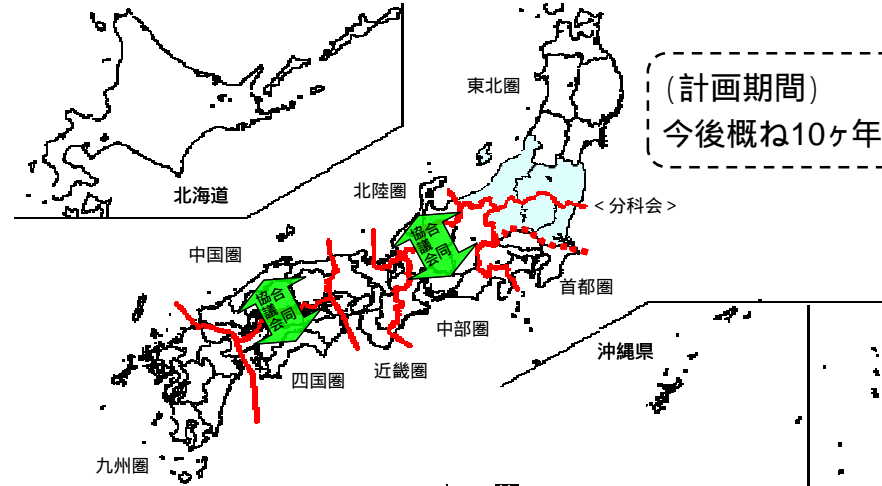 東北圏
(計画期間)
今後概ね10ヶ年
北海道
北陸圏
<分科会>
合同
協議会
中国圏
首都圏
合同
協議会
中部圏
沖縄県
近畿圏
四国圏
九州圏